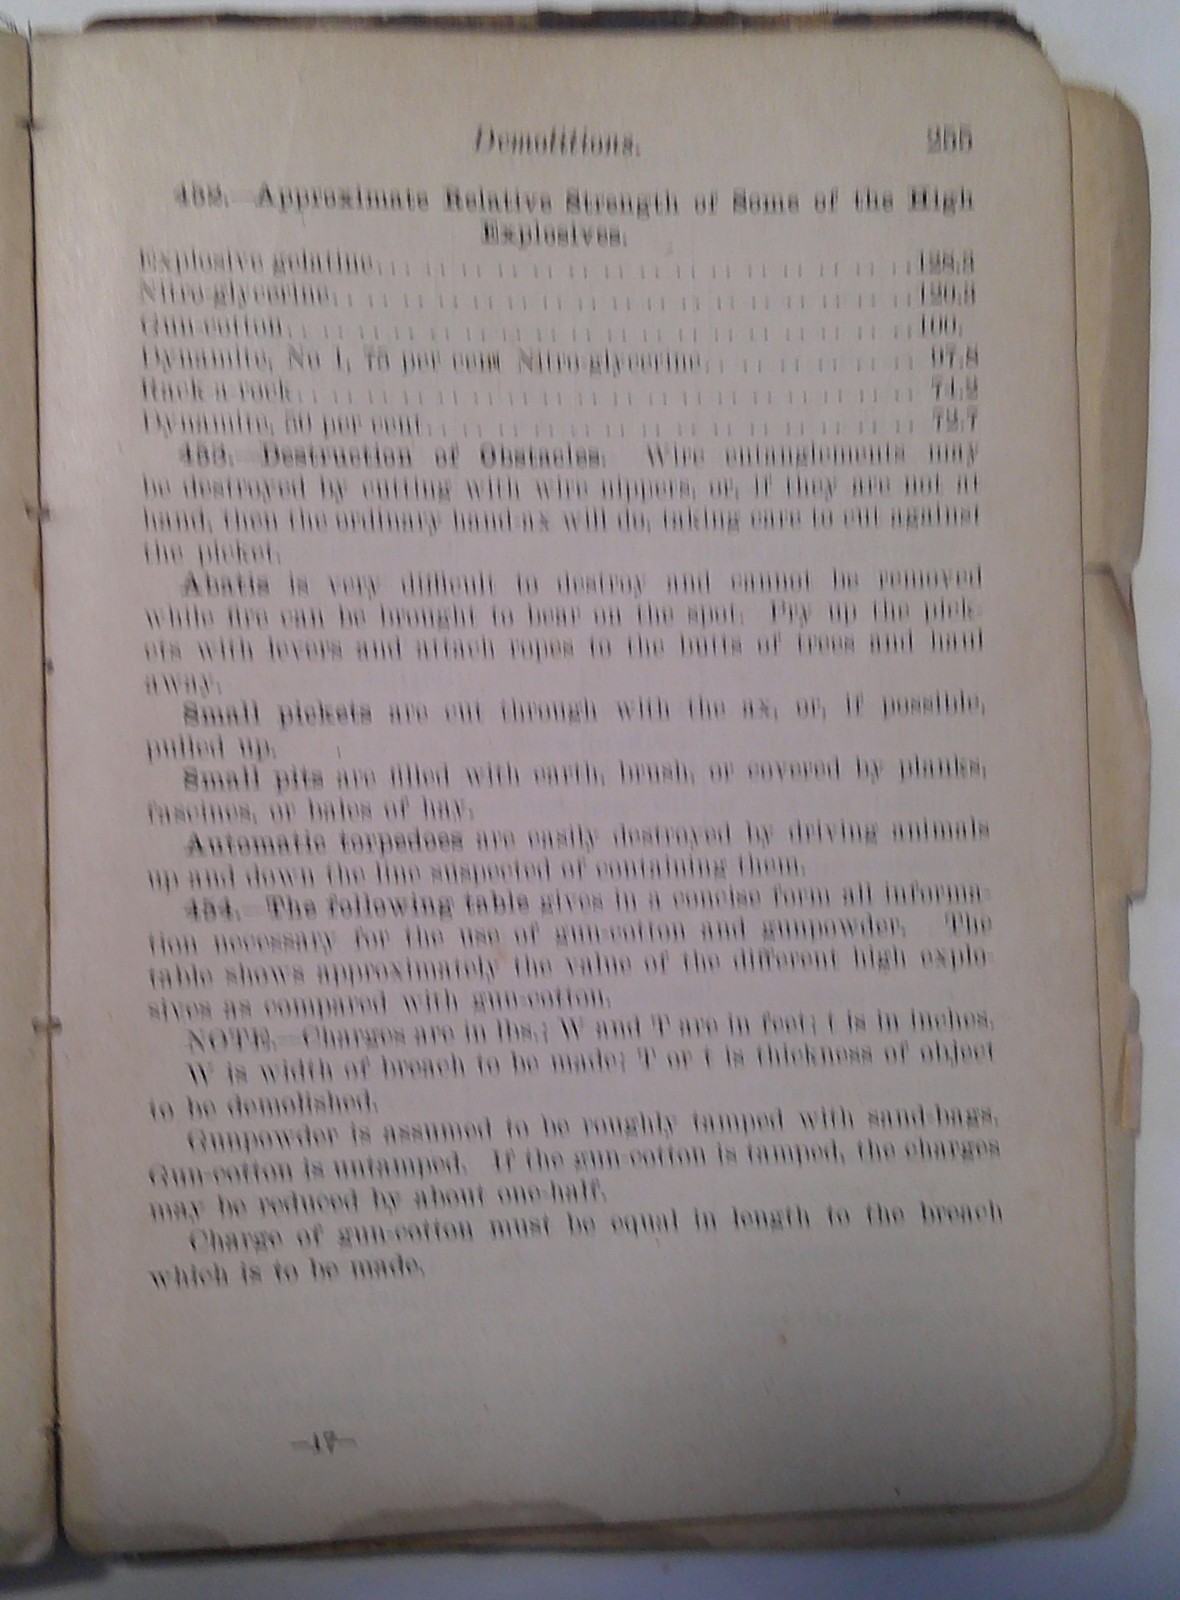 Demolitions. 255
452. Approximate Relative Strength of Some of the High
Explosives.
Explosive gelatine 128.3
Nitro-glycerine 120.3
Gun-cotton 100.
Dynamite, No 1, 75 per cent Nitro-glycerine 97.8
Rack-a-rock 74.2
Dynamite, 50 per cent 72.7
453. Destruction of Obstacles. Wire entanglements may
be destroyed by cutting with wire nippers, or, if they are not at
hand, then the ordinary hand-ax will do, taking care to cut against
the picket.
Abatis is very difficult to destroy and cannot be removed
while fire can be brought to bear on the spot. Pry up the pick-
ets with levers and attach ropes to the butts of trees and haul
away.
Small pickets are cut through with the ax, or, if possible,
pulled up.
Small pits are filled with earth, brush, or covered by planks,
fascines, or bales of hay.
Automatic torpedoes are easily destroyed by driving animals
up and down the line suspected of containing them.
454. The following table gives in a concise form all informa-
tion necessary for the use of gun-cotton and gunpowder. The
table shows approximately the value of the different high explo-
sives as compared with gun-cotton.
NOTE.—Charges are in lbs.; W and T are in feet; t is in inches.
W is width of breach to be made; T or t is thickness of object
to be demolished.
Gunpowder is assumed to be roughly tamped with sand-bags.
Gun-cotton is untamped. If the gun-cotton is tamped, the charges
may be reduced by about one-half.
Charge of gun-cotton must be equal in length to the breach
which is to be made.
—17—